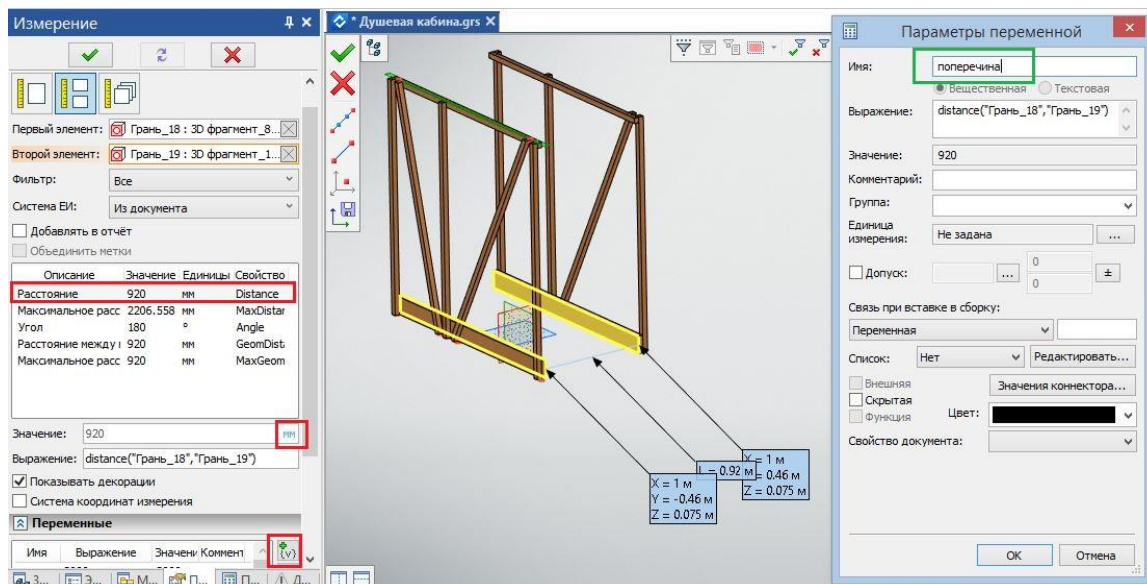 Измерение
Первый элемент: Грань_18 : 3D фрагмент_8...
Второй элемент: Грань_19 : 3D фрагмент_1...
Фильтр: Все
Система ЕИ: Из документа
Добавлять в отчёт
Объединить метки
Описание Значение Единицы Свойство
Расстояние 920 мм Distance
Максимальное расс 2206.558 мм MaxDistar
Угол 180 ° Angle
Расстояние между 920 мм GeomDist
Максимальное расс 920 мм MaxGeom
Значение: 920 мм
Выражение: distance("Грань_18","Грань_19")
Показывать декорации
Система координат измерения
Переменные
Имя Выражение Значени Коммент {v}
З... Э... М... П... П... Д...
* Душевая кабина.grs
L = 0.92 м
X = 1 м
Y = -0.46 м
Z = 0.075 м
X = 1 м
= 0.46 м
Z = 0.075 м
Параметры переменной
Имя: поперечина
Вещественная Текстовая
Выражение: distance("Грань_18","Грань_19")
Значение: 920
Комментарий:
Группа:
Единица
измерения: Не задана ...
Допуск: ... 0 ±
0
Связь при вставке в сборку:
Переменная
Список: Нет Редактировать...
Внешняя Значения коннектора...
Скрытая
Функция Цвет:
Свойство документа:
OK Отмена